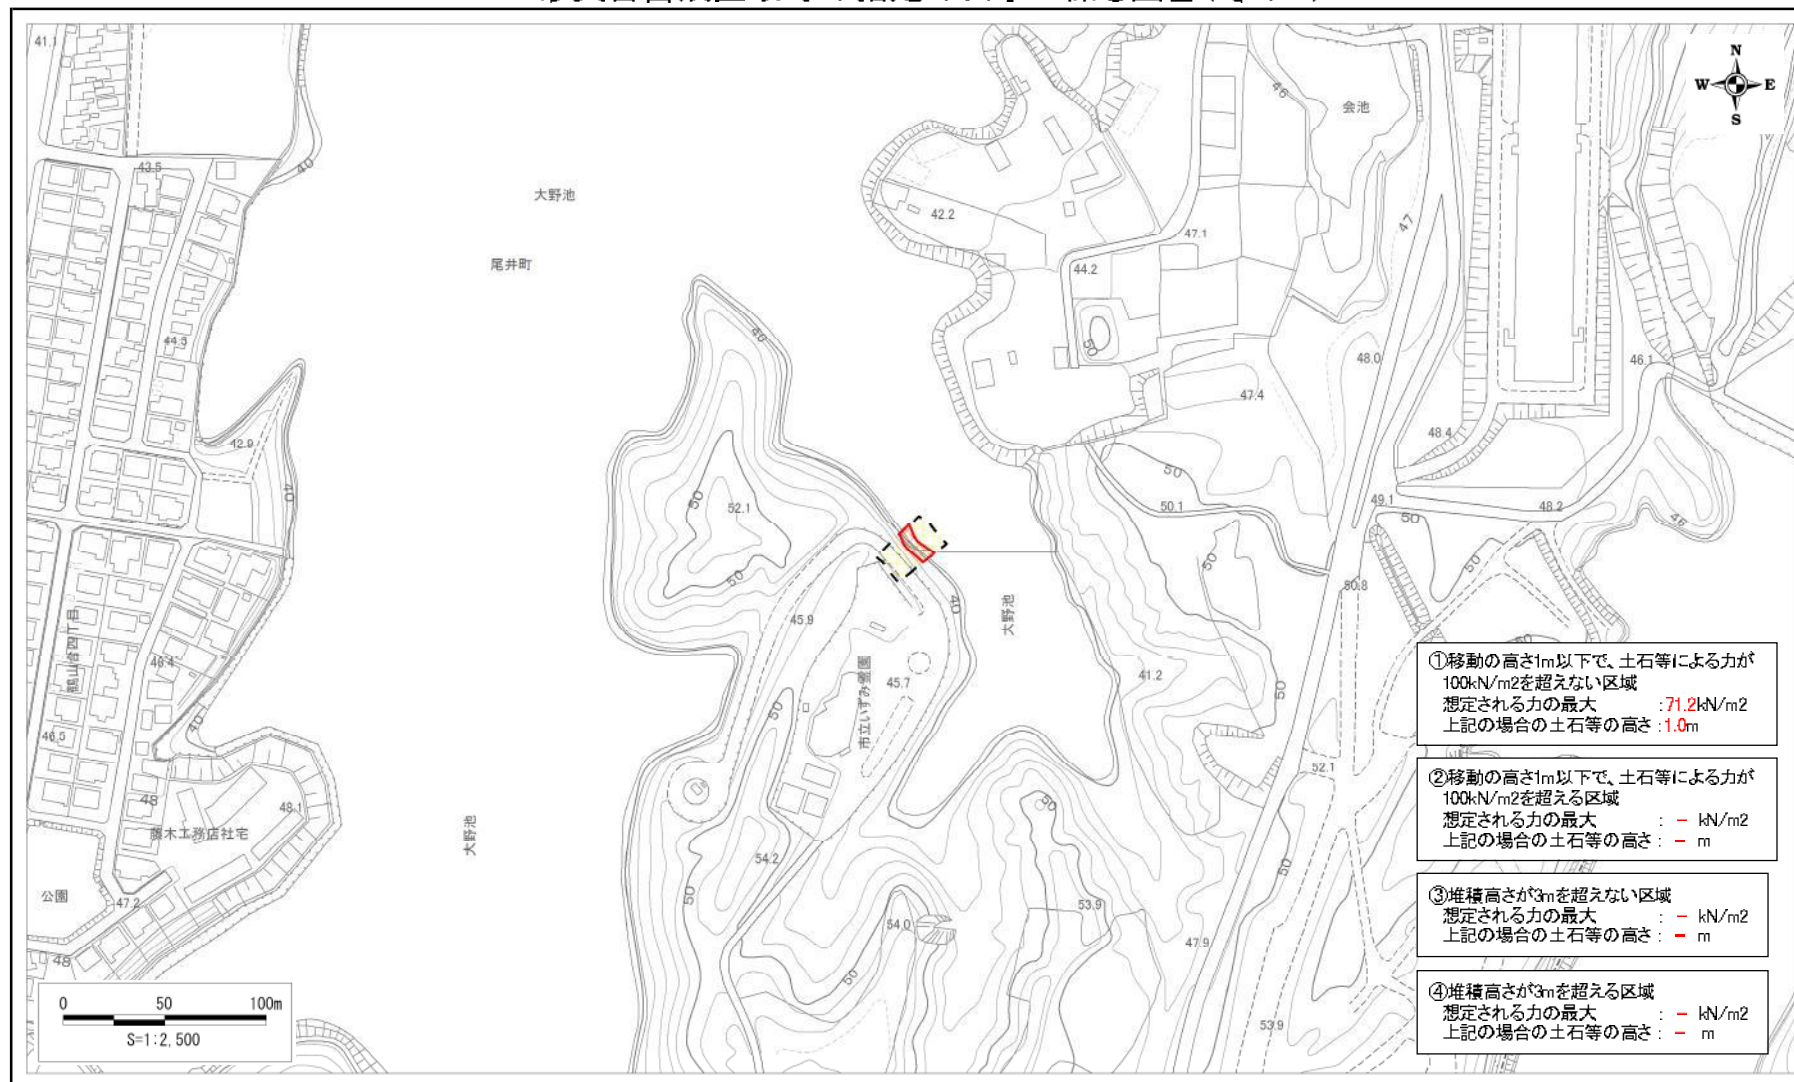 N
W
E
S
41.1
会池
46
40
43.5
大野池
42.2
47
47.1
尾井町
44.2
40
50
44.3
48.0
46.1
47.4
48.4
42.9
50
50
50.1
49.1
48.2
50
46
40
52.1
50
50
50
50.8
40
大野池
45.9
鶴山台四丁目
46.4
45.7
41.2
50
市立いずみ霊園
50
40
46.5
52.1
48
48.1
藤木工務店社宅
大野池
50
54.2
50
公園
47.2
50
54.0
53.9
47.9
48
50
53.9
①移動の高さ1m以下で、土石等による力が
100kN/m2を超えない区域
想定される力の最大 :71.2kN/m2
上記の場合の土石等の高さ:1.0m
②移動の高さ1m以下で、土石等による力が
100kN/m2を超える区域
想定される力の最大 : － kN/m2
上記の場合の土石等の高さ: － m
③堆積高さが3mを超えない区域
想定される力の最大 : － kN/m2
上記の場合の土石等の高さ: － m
④堆積高さが3mを超える区域
想定される力の最大 : － kN/m2
上記の場合の土石等の高さ: － m
0 50 100m
S=1:2,500